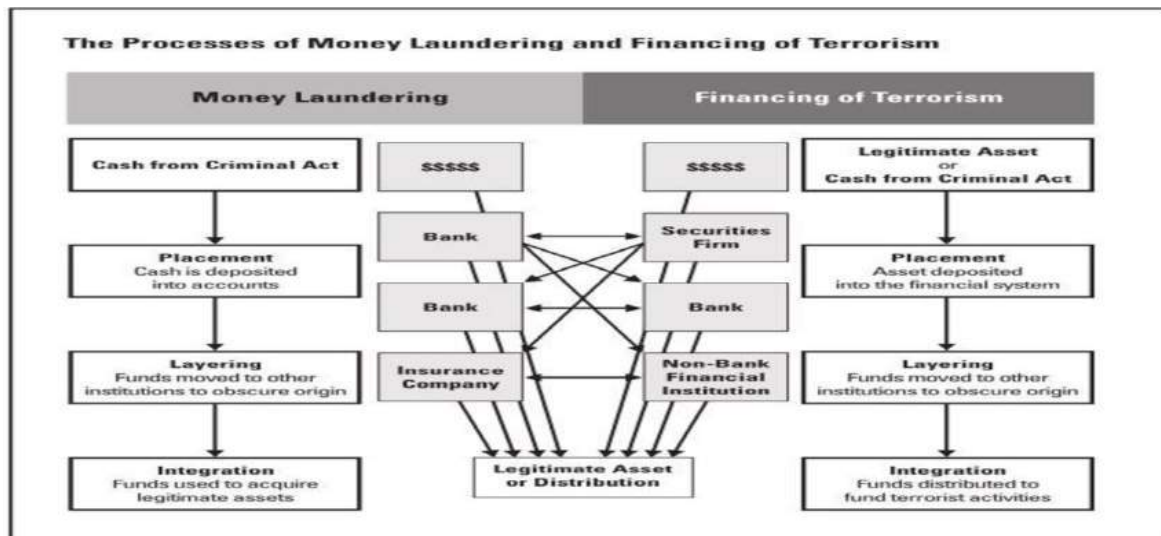 The Processes of Money Laundering and Financing of Terrorism
Money Laundering
Financing of Terrorism
Cash from Criminal Act
Placement
Cash is deposited
into accounts
Layering
Funds moved to other
institutions to obscure origin
Integration
Funds used to acquire
legitimate assets
$$$$$
Bank
Bank
Insurance
Company
$$$$$
Securities
Firm
Bank
Non-Bank
Financial
Institution
Legitimate Asset
or Distribution
Legitimate Asset
or
Cash from Criminal Act
Placement
Asset deposited
into the financial system
Layering
Funds moved to other
institutions to obscure origin
Integration
Funds distributed to
fund terrorist activities